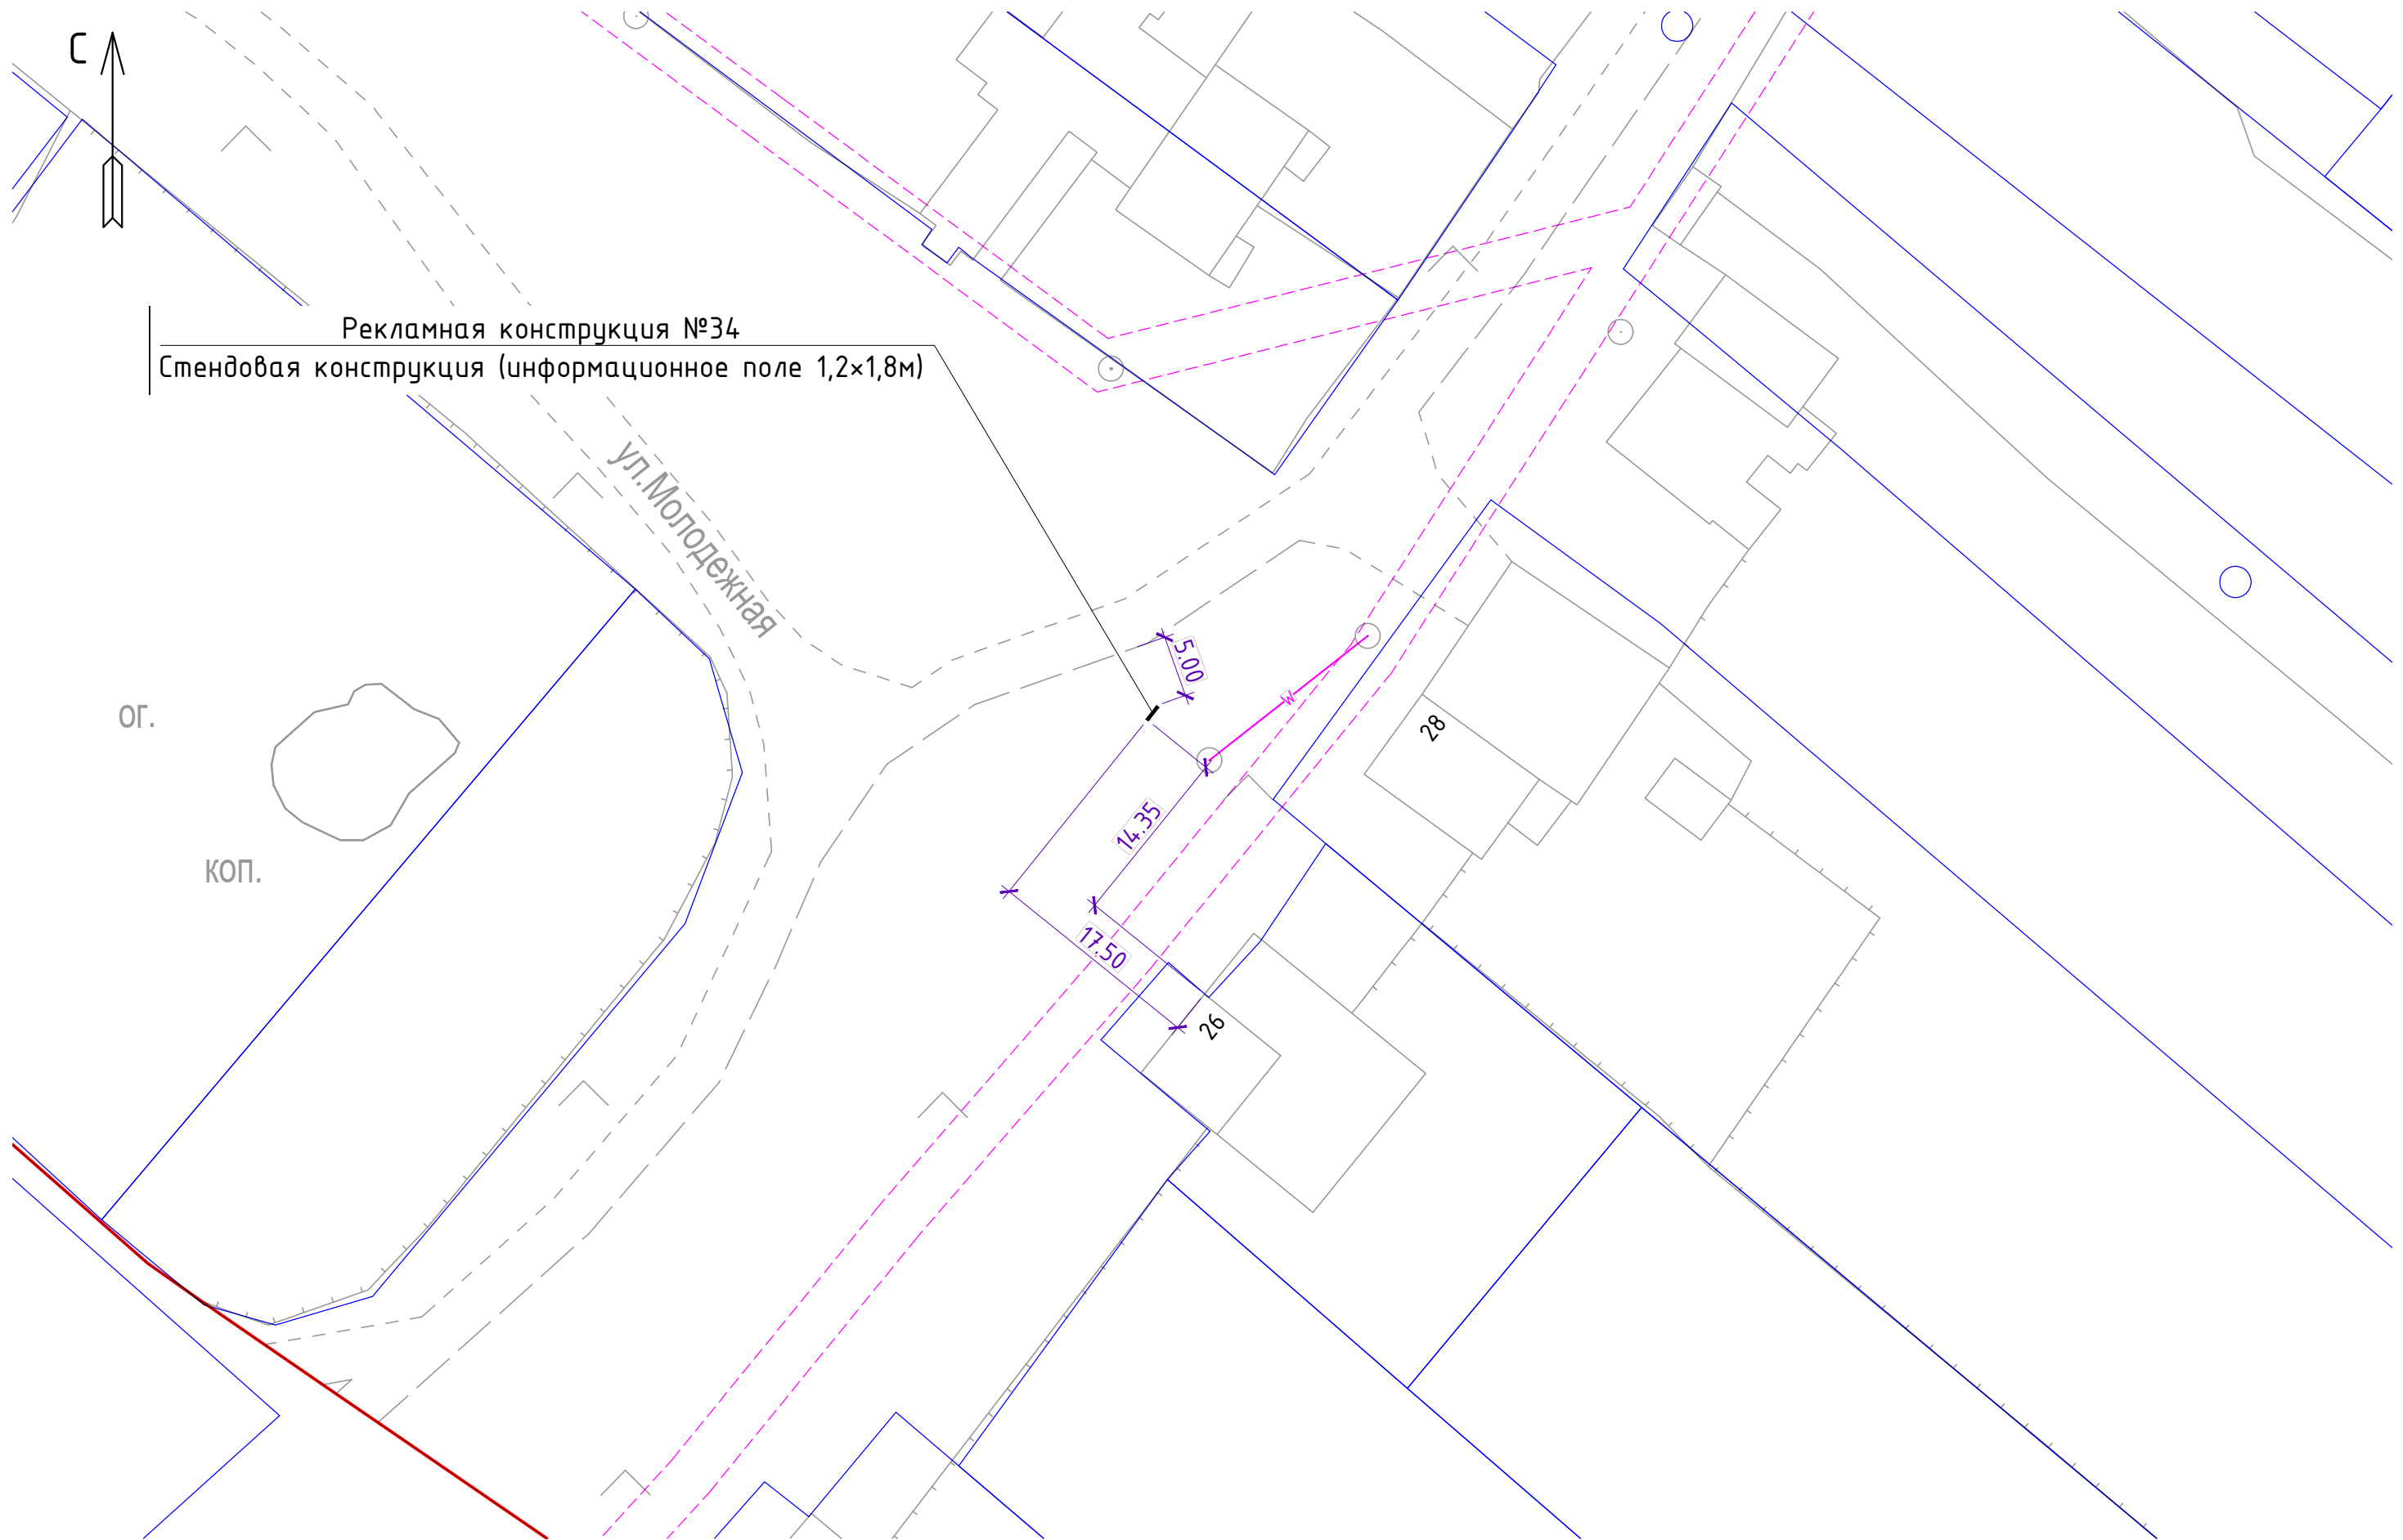 С
Рекламная конструкция №34
Стендовая конструкция (информационное поле 1,2×1,8м)
ул.Молодежная
5.00
w
ог.
28
14.35
коп.
17.50
26